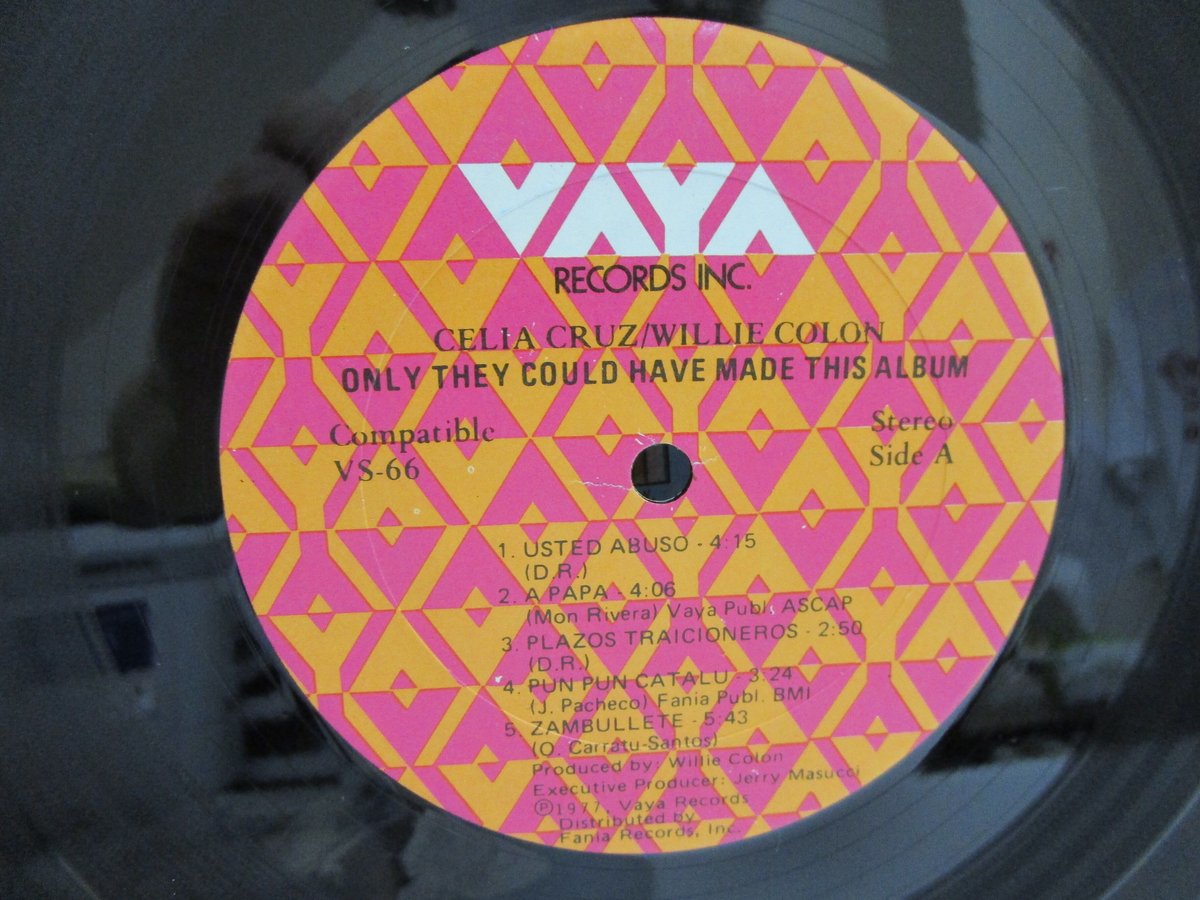 VAYA
RECORDS INC.
CELIA CRUZ/WILLIE COLON
ONLY THEY COULD HAVE MADE THIS ALBUM
Compatible
VS-66
Stereo
Side A
1. USTED ABUSO - 4:15
(D.R.)
2. A PAPA - 4:06
(Mon Rivera) Vaya Publ. ASCAP
3. PLAZOS TRAICIONEROS - 2:50
(D.R.)
4. PUN PUN CATALU - 3:24
(J. Pacheco) Fania Publ. BMI
5. ZAMBULLETE - 5:43
(O. Carratu-Santos)
Produced by: Willie Colon
Executive Producer: Jerry Masucci
℗1977, Vaya Records
Distributed by
Fania Records, Inc.